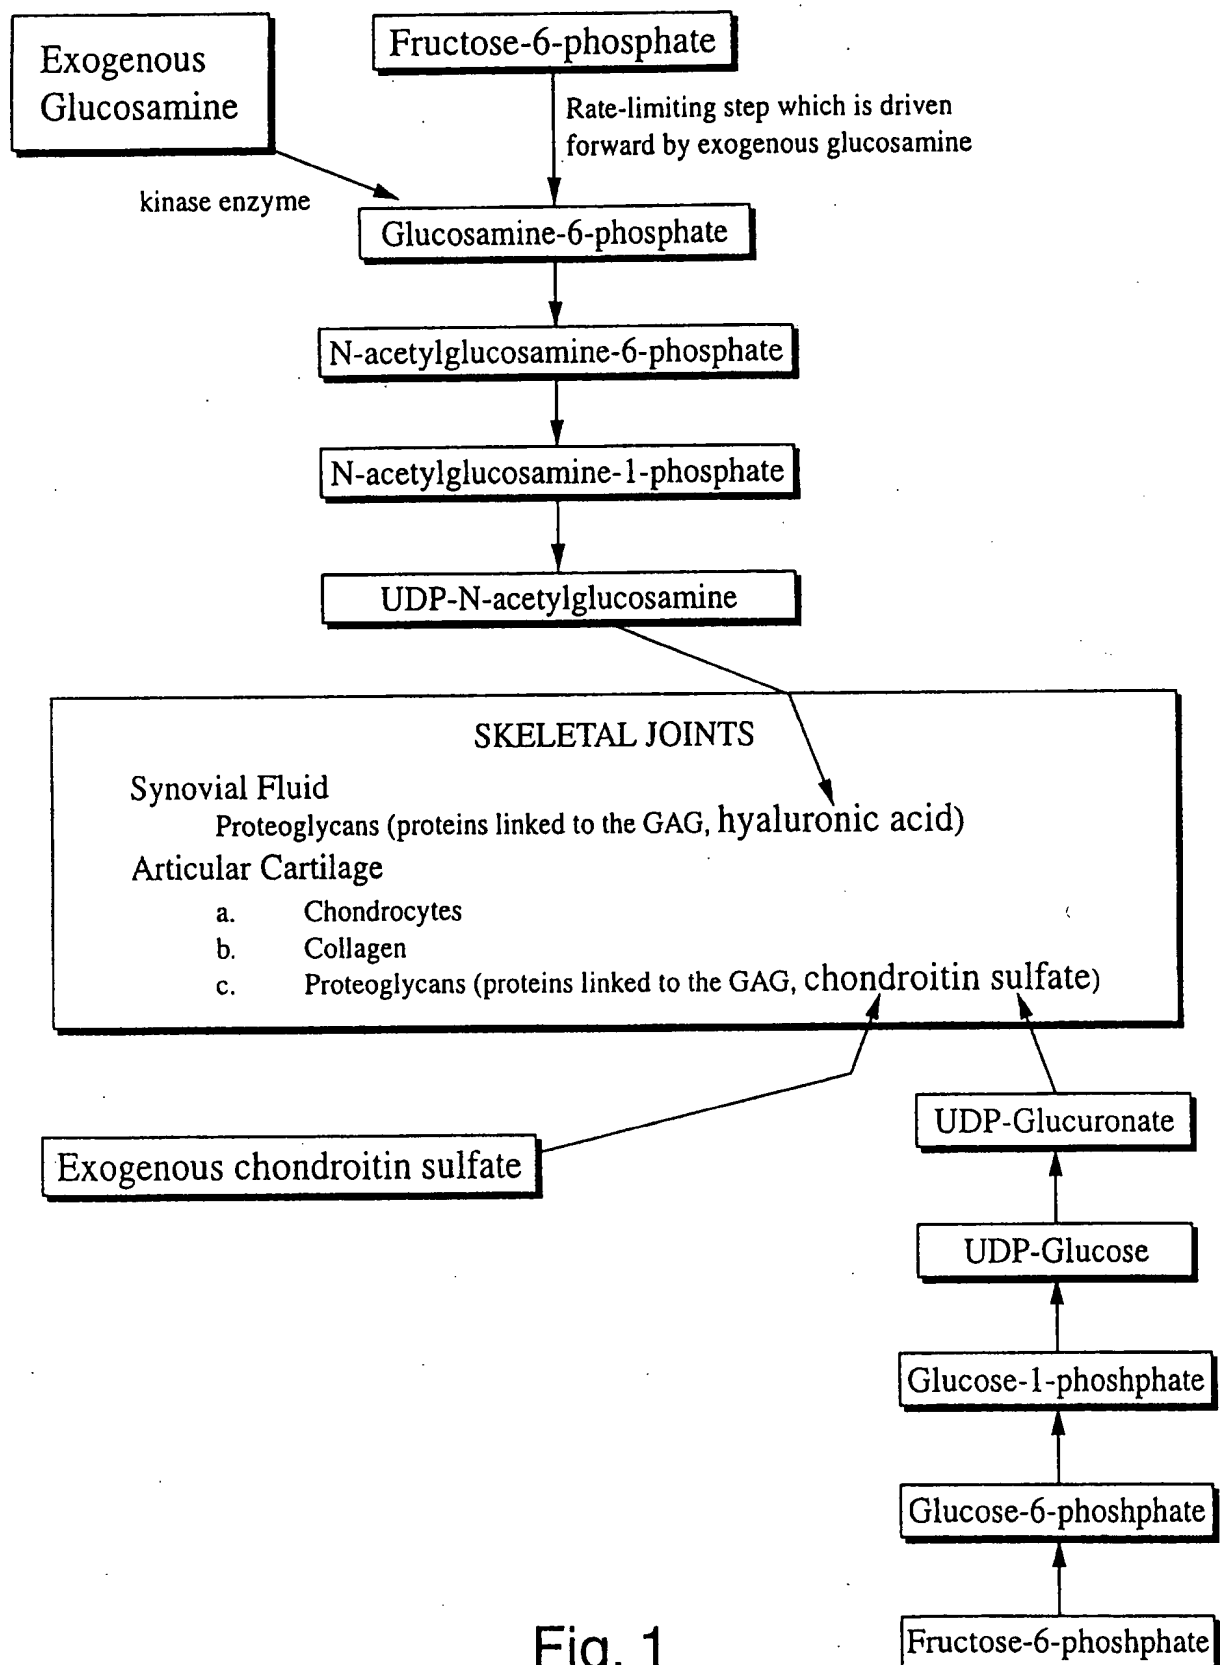 Exogenous
Glucosamine
Fructose-6-phosphate
Rate-limiting step which is driven
forward by exogenous glucosamine
kinase enzyme
Glucosamine-6-phosphate
N-acetylglucosamine-6-phosphate
N-acetylglucosamine-1-phosphate
UDP-N-acetylglucosamine
SKELETAL JOINTS
Synovial Fluid
Proteoglycans (proteins linked to the GAG, hyaluronic acid)
Articular Cartilage
a. Chondrocytes
b. Collagen
c. Proteoglycans (proteins linked to the GAG, chondroitin sulfate)
UDP-Glucuronate
Exogenous chondroitin sulfate
UDP-Glucose
Glucose-1-phoshphate
Glucose-6-phoshphate
Fructose-6-phoshphate
Fig. 1